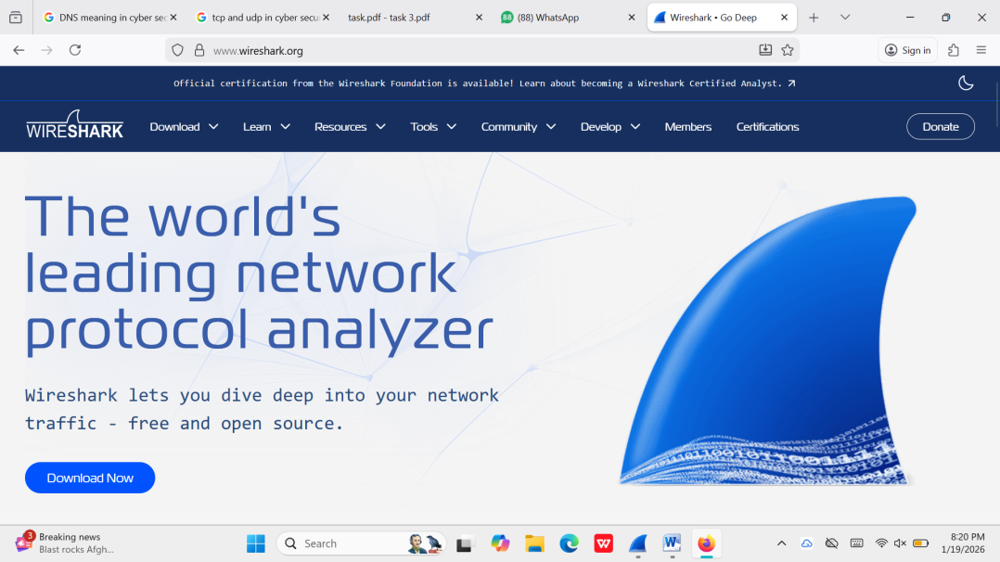 DNS meaning in cyber sec
tcp and udp in cyber secu
task.pdf - task 3.pdf
88
(88) WhatsApp
Wireshark • Go Deep
www.wireshark.org
Sign in
Official certification from the Wireshark Foundation is available! Learn about becoming a Wireshark Certified Analyst.
WIRESHARK
Download
Learn
Resources
Tools
Community
Develop
Members
Certifications
Donate
The world's
leading network
protocol analyzer
Wireshark lets you dive deep into your network
traffic - free and open source.
Download Now
3
Breaking news
Blast rocks Afgh...
Search
8:20 PM
1/19/2026